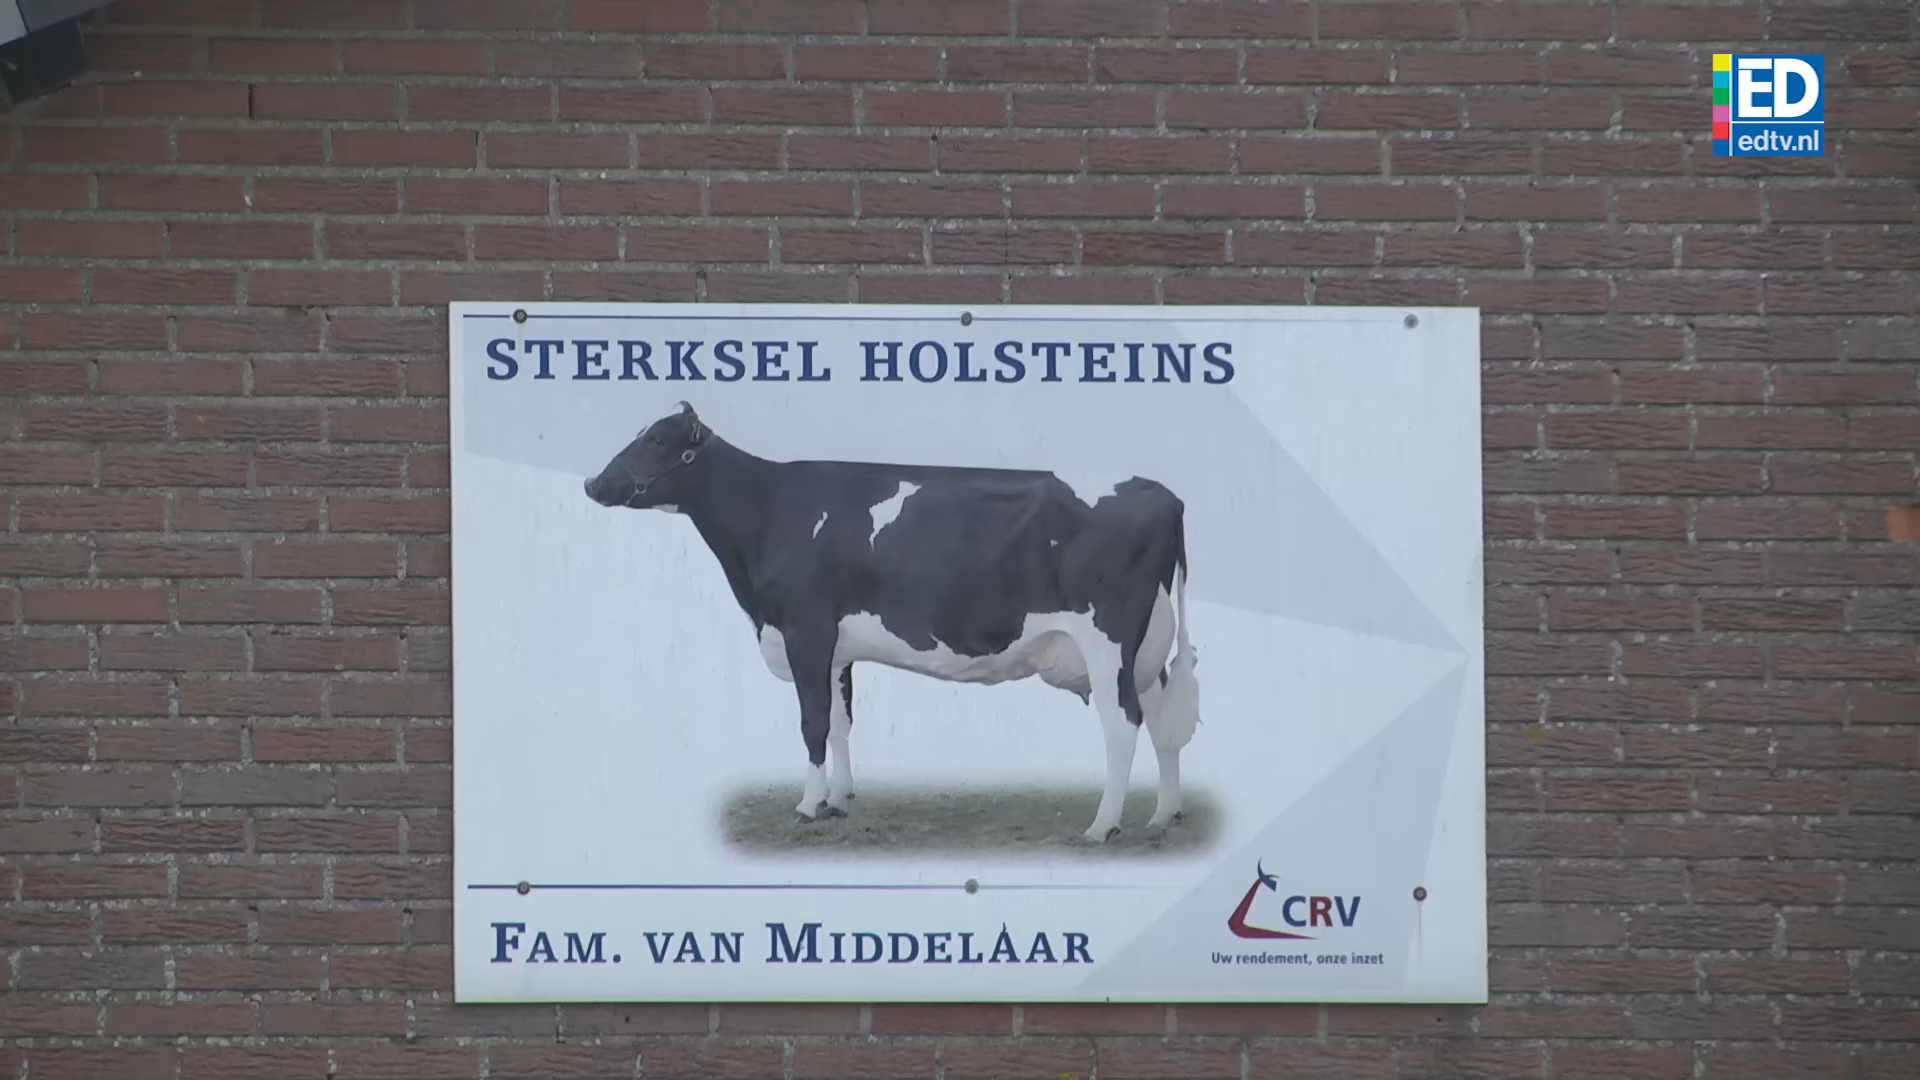 ED
edtv.nl
STERKSEL HOLSTEINS
FAM. VAN MIDDELAAR
CRV
Uw rendement, onze inzet